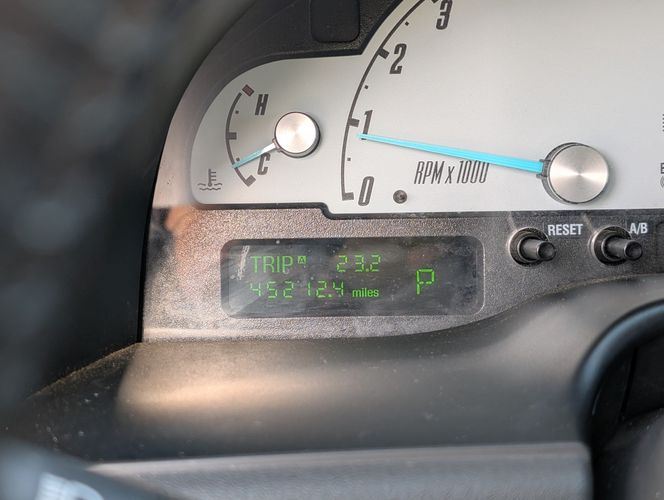 3
2
1
0
H
C
RPM x 1000
RESET
A/B
TRIP A 23.2
45212.4 miles
P